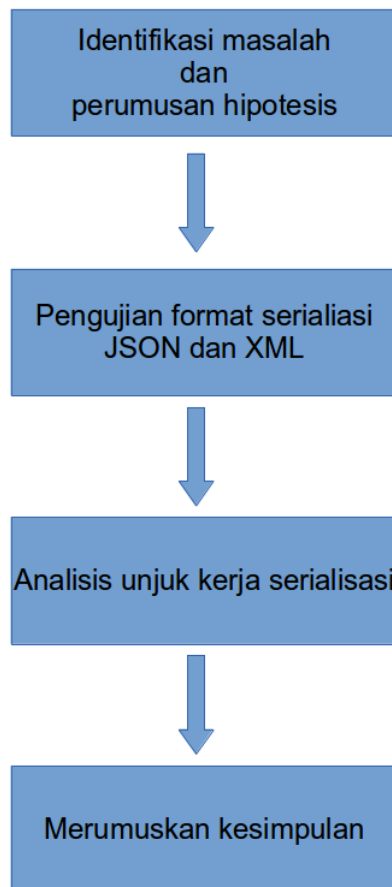 Identifikasi masalah
dan
perumusan hipotesis
Pengujian format serialiasi
JSON dan XML
Analisis unjuk kerja serialisasi
Merumuskan kesimpulan